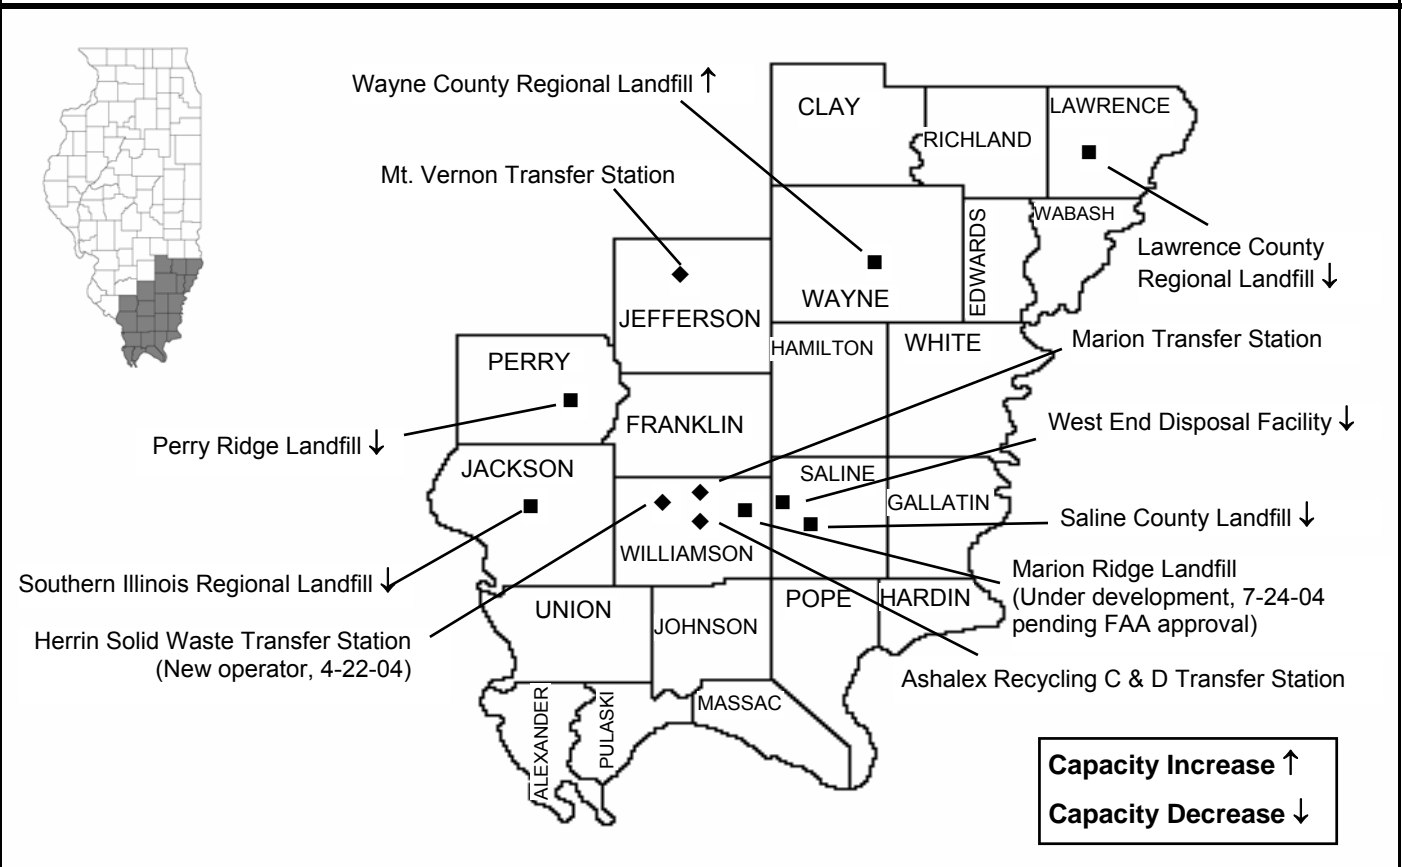 Wayne County Regional Landfill ↑
Mt. Vernon Transfer Station
CLAY
RICHLAND
LAWRENCE
WABASH
EDWARDS
WAYNE
Lawrence County
Regional Landfill ↓
JEFFERSON
HAMILTON
WHITE
Marion Transfer Station
PERRY
FRANKLIN
West End Disposal Facility ↓
Perry Ridge Landfill ↓
JACKSON
SALINE
GALLATIN
Saline County Landfill ↓
WILLIAMSON
Southern Illinois Regional Landfill ↓
Marion Ridge Landfill
(Under development, 7-24-04
pending FAA approval)
UNION
JOHNSON
POPE
HARDIN
Herrin Solid Waste Transfer Station
(New operator, 4-22-04)
Ashalex Recycling C & D Transfer Station
ALEXANDER
PULASKI
MASSAC
Capacity Increase ↑
Capacity Decrease ↓